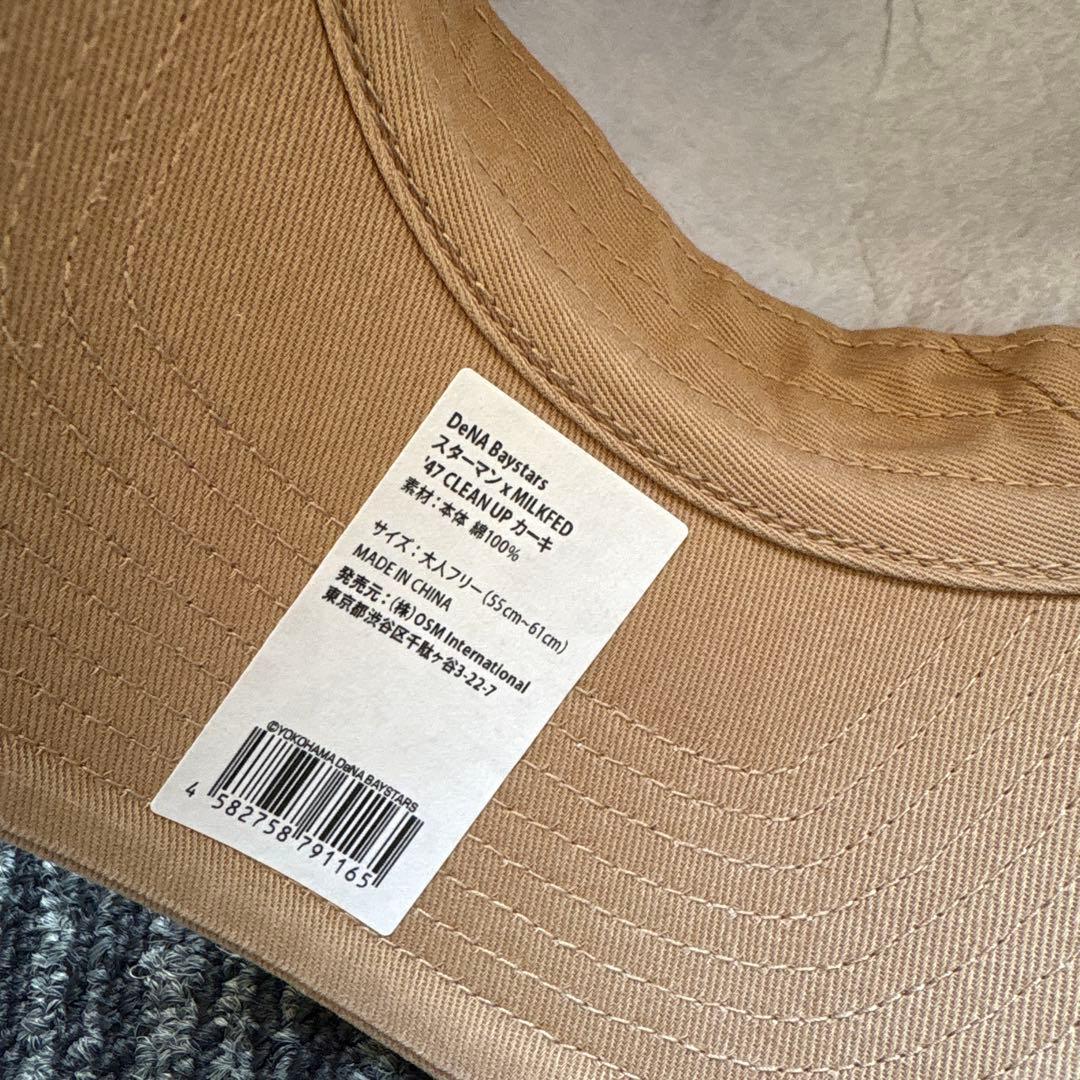 DeNA Baystars
スターマン x MILKFED
'47 CLEAN UP カーキ
素材：本体 綿100%
サイズ：大人フリー (55cm~61cm)
MADE IN CHINA
発売元：(株) OSM International
東京都渋谷区千駄ヶ谷3-22-7
©YOKOHAMA DeNA BAYSTARS
4 582758 791165